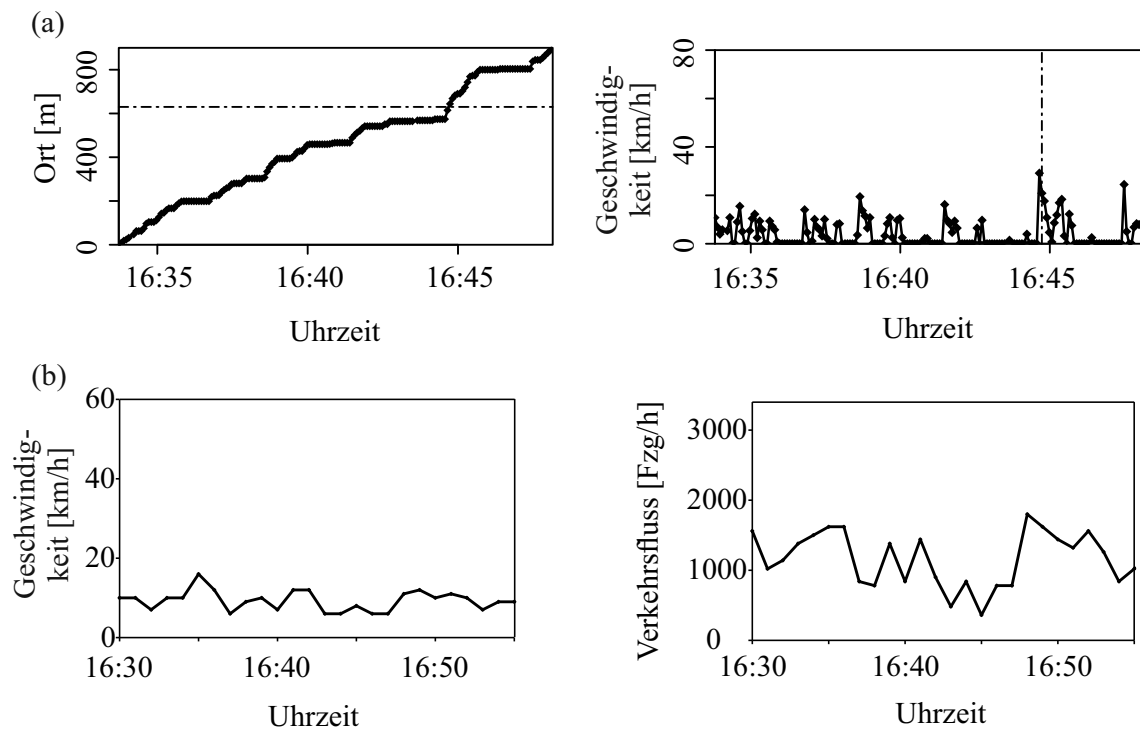 (a)
Ort [m]
0
400
800
16:35
16:40
16:45
Uhrzeit
Geschwindig-
keit [km/h]
0
40
80
16:35
16:40
16:45
Uhrzeit
(b)
Geschwindig-
keit [km/h]
60
40
20
0
16:30
16:40
16:50
Uhrzeit
Verkehrsfluss [Fzg/h]
3000
2000
1000
0
16:30
16:40
16:50
Uhrzeit